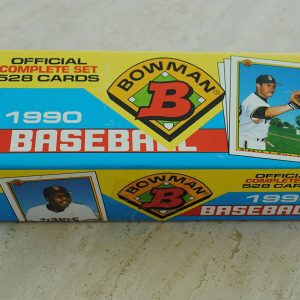 OFFICIAL
COMPLETE SET
528 CARDS
BOWMAN
B
1990
BASEBALL
BOWMAN
B
OFFICIAL
COMPLETE SET
528 CARDS
1990
BASEBALL